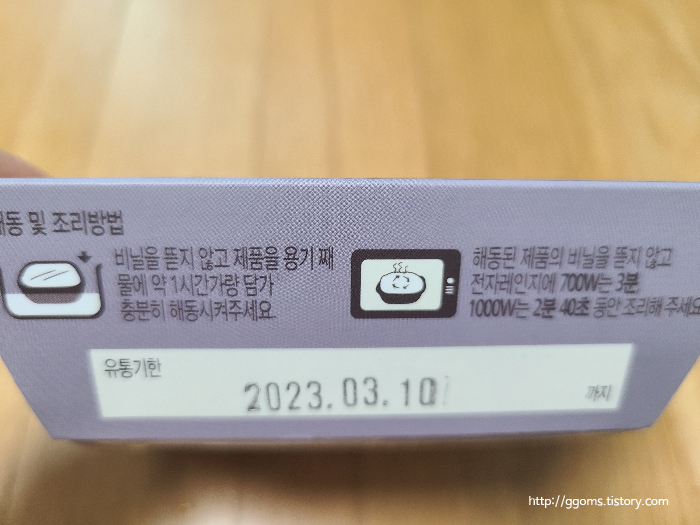 해동 및 조리방법
비닐을 뜯지 않고 제품을 용기 째
물에 약 1시간가량 담가
충분히 해동시켜주세요
해동된 제품의 비닐을 뜯지 않고
전자레인지에 700W는 3분
1000W는 2분 40초 동안 조리해 주세요
유통기한
2023.03.10
까지
http://ggoms.tistory.com